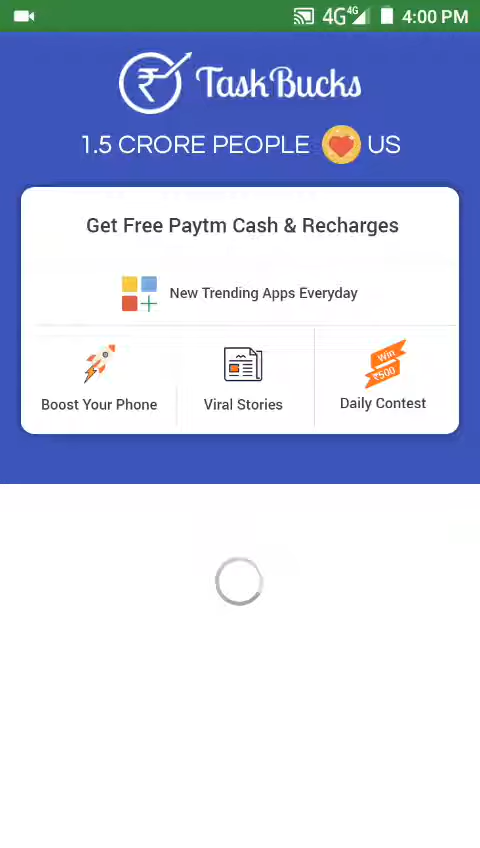 4G 4G 4:00 PM
TaskBucks
1.5 CRORE PEOPLE US
Get Free Paytm Cash & Recharges
New Trending Apps Everyday
Win
₹500
Boost Your Phone
Viral Stories
Daily Contest